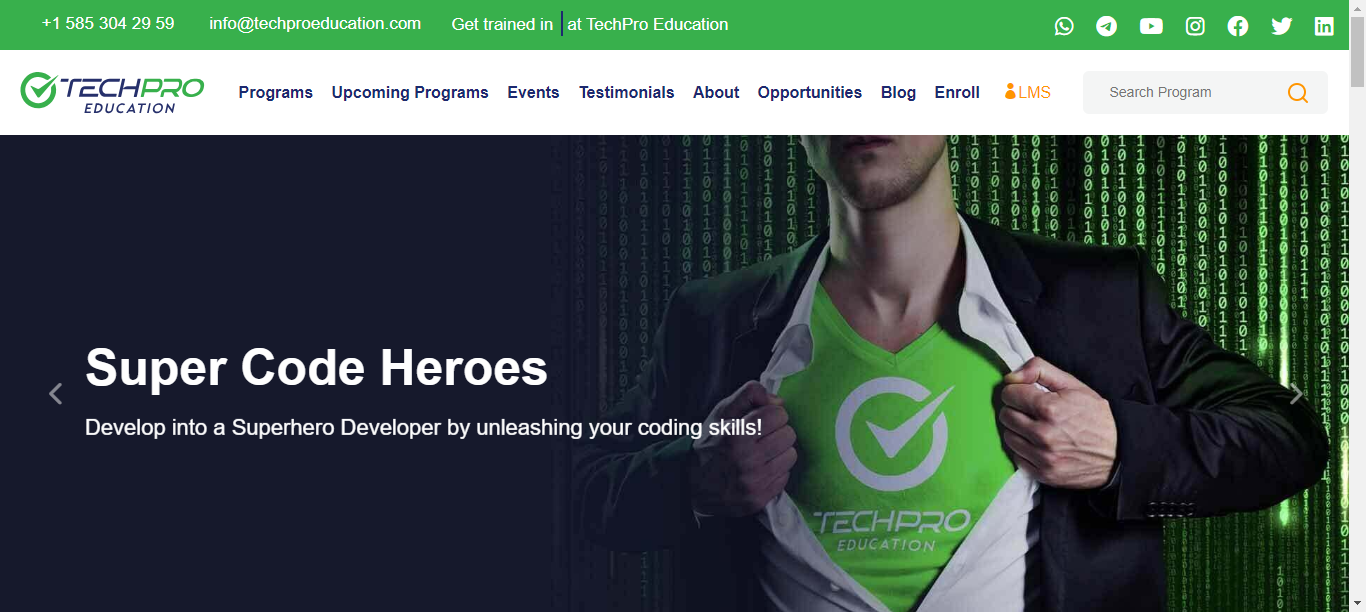 +1 585 304 29 59
info@techproeducation.com
Get trained in at TechPro Education
TECHPRO
EDUCATION
Programs
Upcoming Programs
Events
Testimonials
About
Opportunities
Blog
Enroll
LMS
Search Program
Super Code Heroes
Develop into a Superhero Developer by unleashing your coding skills!
TECHPRO
EDUCATION